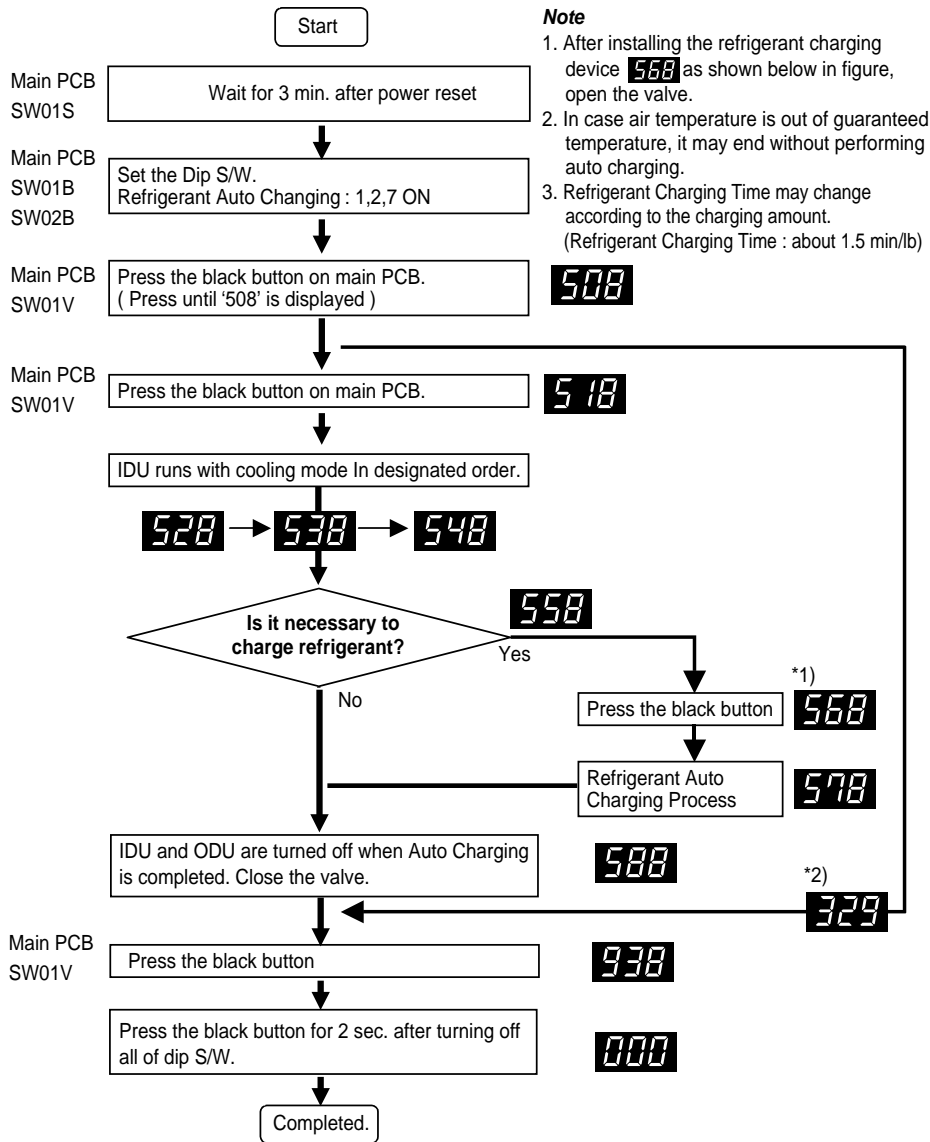 Start
Note
1. After installing the refrigerant charging
device 568 as shown below in figure,
open the valve.
2. In case air temperature is out of guaranteed
temperature, it may end without performing
auto charging.
3. Refrigerant Charging Time may change
according to the charging amount.
(Refrigerant Charging Time : about 1.5 min/lb)
Main PCB
SW01S
Wait for 3 min. after power reset
Main PCB
SW01B
SW02B
Set the Dip S/W.
Refrigerant Auto Changing : 1,2,7 ON
Main PCB
SW01V
Press the black button on main PCB.
( Press until ‘508’ is displayed )
508
Main PCB
SW01V
Press the black button on main PCB.
518
IDU runs with cooling mode In designated order.
528 538 548
Is it necessary to
charge refrigerant?
558
Yes
No
*1)
Press the black button
568
Refrigerant Auto
Charging Process
578
IDU and ODU are turned off when Auto Charging
is completed. Close the valve.
588
*2)
329
Main PCB
SW01V
Press the black button
938
Press the black button for 2 sec. after turning off
all of dip S/W.
000
Completed.